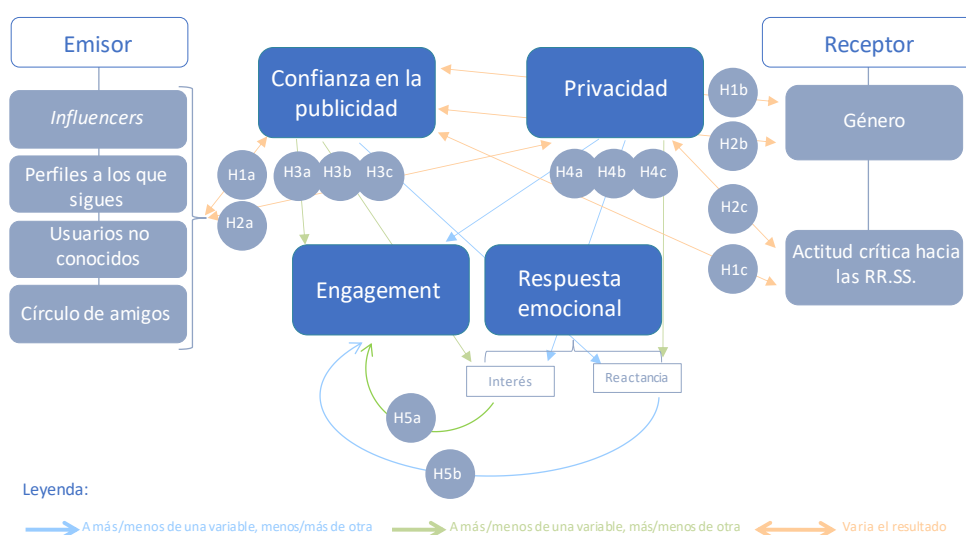 Emisor
Influencers
Perfiles a los que
sigues
Usuarios no
conocidos
Círculo de amigos
Confianza en la
publicidad
Privacidad
Receptor
Género
Actitud crítica hacia
las RR.SS.
H1a
H2a
H3a
H3b
H3c
H4a
H4b
H4c
H1b
H2b
H2c
H1c
Engagement
Respuesta
emocional
Interés
Reactancia
H5a
H5b
Leyenda:
A más/menos de una variable, menos/más de otra
A más/menos de una variable, más/menos de otra
Varia el resultado